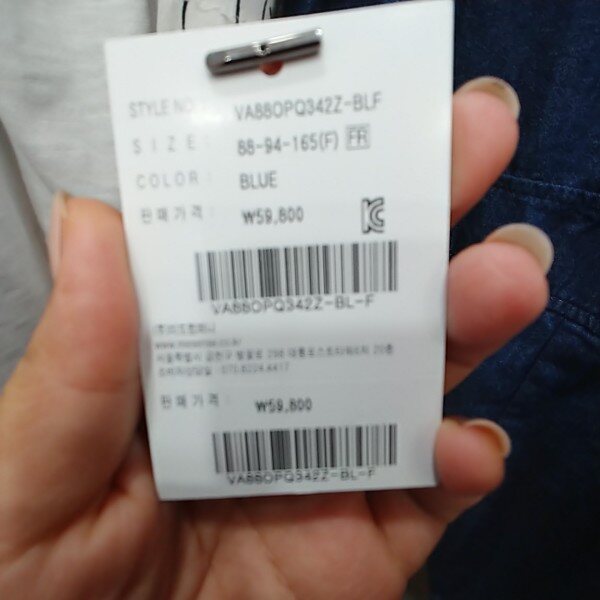 STYLE NO : VA88OPQ342Z-BLF
SIZE : 88-94-165(F) FR
COLOR : BLUE
판매가격 : ₩59,800
VA88OPQ342Z-BL-F
판매가격 : ₩59,800
VA88OPQ342Z-BL-F